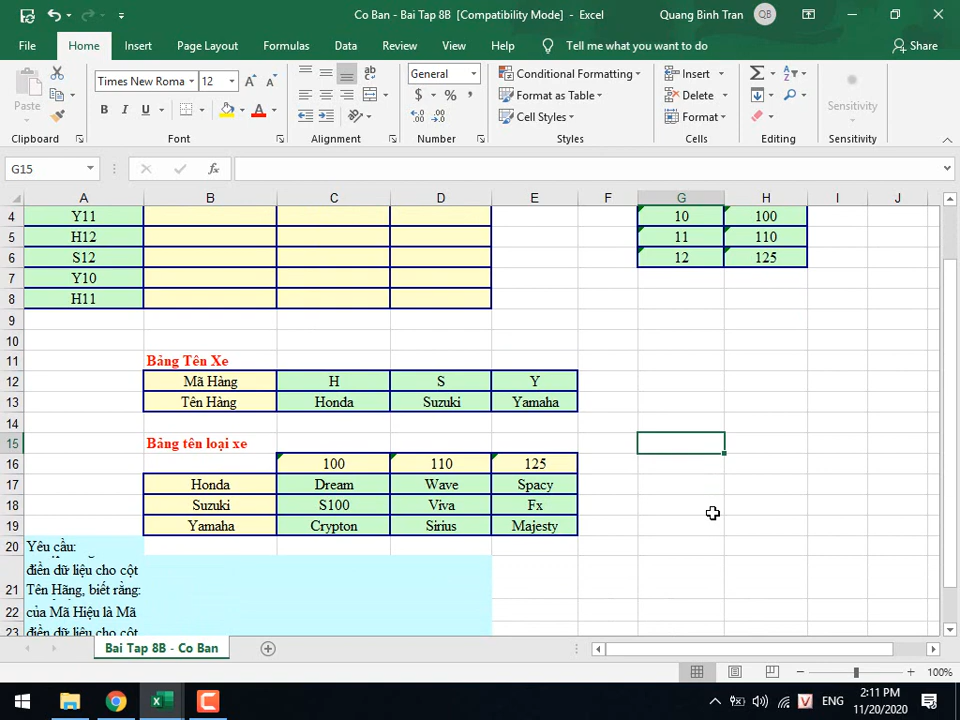 Co Ban - Bai Tap 8B [Compatibility Mode] - Excel
Quang Binh Tran
QB
File Home Insert Page Layout Formulas Data Review View Help Tell me what you want to do Share
Paste
Times New Roma 12
B I U
A A
ab
General
$ % ,
Conditional Formatting
Format as Table
Cell Styles
Insert
Delete
Format
Sensitivity
Clipboard Font Alignment Number Styles Cells Editing Sensitivity
G15 fx
A B C D E F G H I J
4 Y11 10 100
5 H12 11 110
6 S12 12 125
7 Y10
8 H11
9
10
11 Bảng Tên Xe
12 Mã Hàng H S Y
13 Tên Hàng Honda Suzuki Yamaha
14
15 Bảng tên loại xe
16 100 110 125
17 Honda Dream Wave Spacy
18 Suzuki S100 Viva Fx
19 Yamaha Crypton Sirius Majesty
20 Yêu cầu:
điền dữ liệu cho cột
21 Tên Hãng, biết rằng:
22 của Mã Hiệu là Mã
23 điền dữ liệu cho cột
Bai Tap 8B - Co Ban
100%
ENG
2:11 PM
11/20/2020